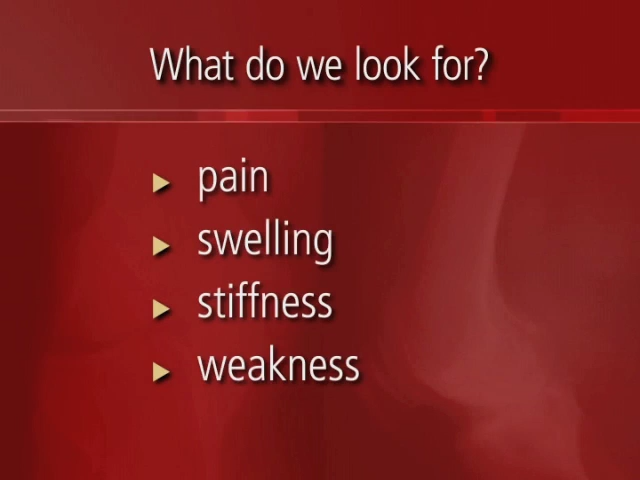 What do we look for?
pain
swelling
stiffness
weakness